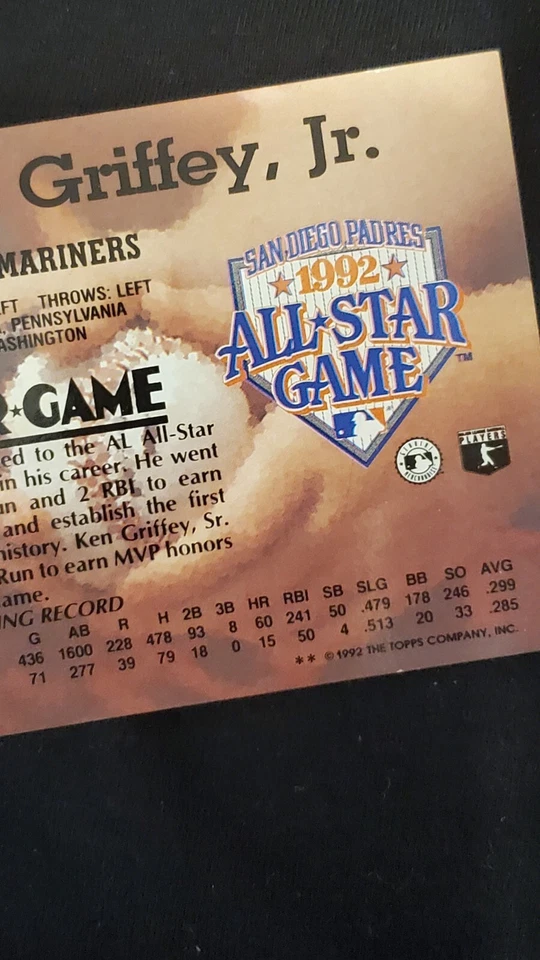 Griffey, Jr.
MARINERS
FT THROWS: LEFT
, PENNSYLVANIA
ASHINGTON
SAN DIEGO PADRES
1992
ALL★STAR
GAME
TM
R★GAME
ed to the AL All-Star
in his career. He went
un and 2 RBI to earn
and establish the first
history. Ken Griffey, Sr.
Run to earn MVP honors
ame.
PLAYERS
NG RECORD
G AB R H 2B 3B HR RBI SB SLG BB SO AVG
436 1600 228 478 93 8 60 241 50 .479 178 246 .299
71 277 39 79 18 0 15 50 4 .513 20 33 .285
** © 1992 THE TOPPS COMPANY, INC.